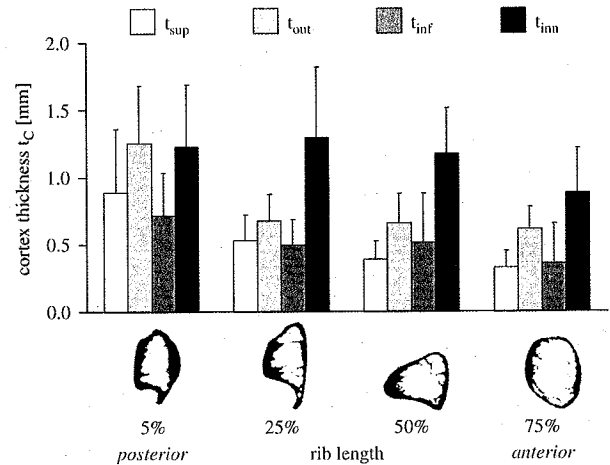 t_sup t_out t_inf t_inn
cortex thickness t_C [mm]
2.0
1.5
1.0
0.5
0.0
5% 25% 50% 75%
posterior rib length anterior